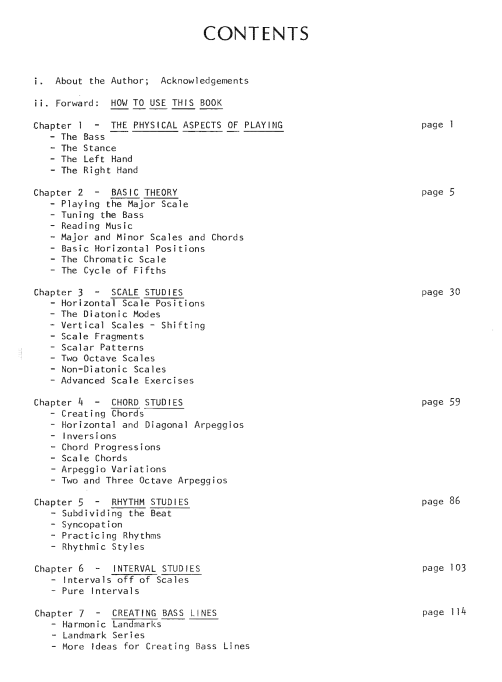 CONTENTS
i. About the Author; Acknowledgements
ii. Forward: HOW TO USE THIS BOOK
Chapter 1 - THE PHYSICAL ASPECTS OF PLAYING page 1
- The Bass
- The Stance
- The Left Hand
- The Right Hand
Chapter 2 - BASIC THEORY page 5
- Playing the Major Scale
- Tuning the Bass
- Reading Music
- Major and Minor Scales and Chords
- Basic Horizontal Positions
- The Chromatic Scale
- The Cycle of Fifths
Chapter 3 - SCALE STUDIES page 30
- Horizontal Scale Positions
- The Diatonic Modes
- Vertical Scales - Shifting
- Scale Fragments
- Scalar Patterns
- Two Octave Scales
- Non-Diatonic Scales
- Advanced Scale Exercises
Chapter 4 - CHORD STUDIES page 59
- Creating Chords
- Horizontal and Diagonal Arpeggios
- Inversions
- Chord Progressions
- Scale Chords
- Arpeggio Variations
- Two and Three Octave Arpeggios
Chapter 5 - RHYTHM STUDIES page 86
- Subdividing the Beat
- Syncopation
- Practicing Rhythms
- Rhythmic Styles
Chapter 6 - INTERVAL STUDIES page 103
- Intervals off of Scales
- Pure Intervals
Chapter 7 - CREATING BASS LINES page 114
- Harmonic Landmarks
- Landmark Series
- More Ideas for Creating Bass Lines